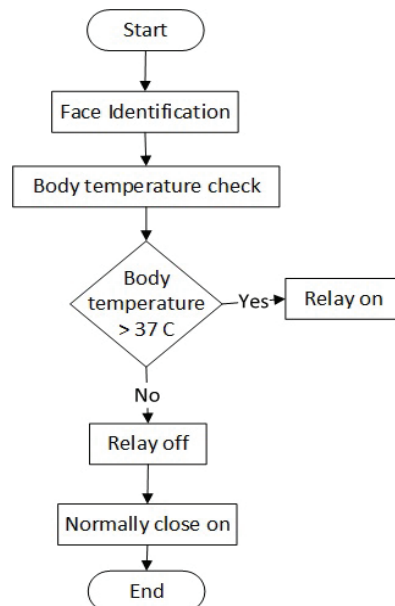 Start
Face Identification
Body temperature check
Body
temperature
> 37 C
Yes
Relay on
No
Relay off
Normally close on
End